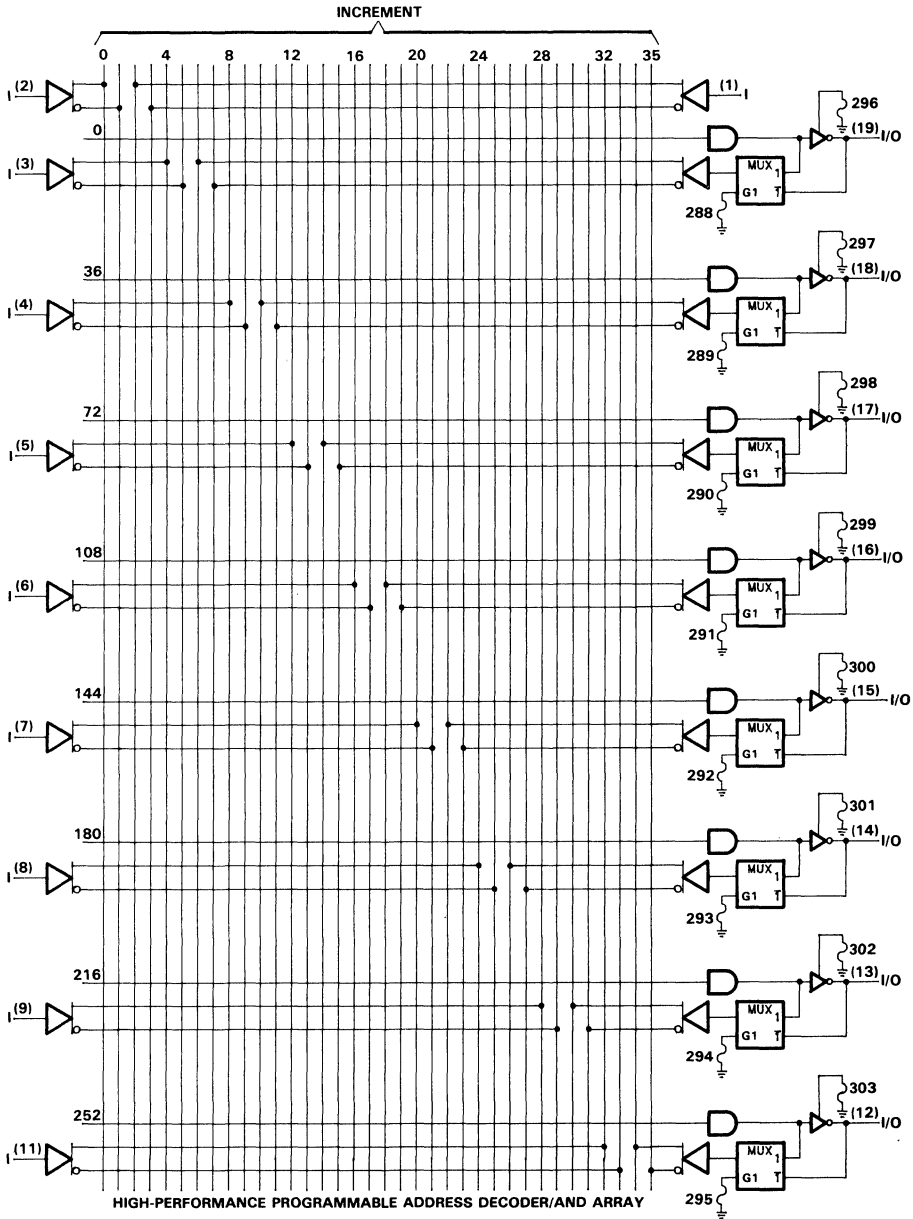 INCREMENT
0 4 8 12 16 20 24 28 32 35
I (2) (1) I
296
0 (19) I/O
I (3) MUX 1
G1 1̅
288
297
36 (18) I/O
I (4) MUX 1
G1 1̅
289
298
72 (17) I/O
I (5) MUX 1
G1 1̅
290
299
108 (16) I/O
I (6) MUX 1
G1 1̅
291
300
144 (15) I/O
I (7) MUX 1
G1 1̅
292
301
180 (14) I/O
I (8) MUX 1
G1 1̅
293
302
216 (13) I/O
I (9) MUX 1
G1 1̅
294
303
252 (12) I/O
I (11) MUX 1
G1 1̅
295
HIGH-PERFORMANCE PROGRAMMABLE ADDRESS DECODER/AND ARRAY